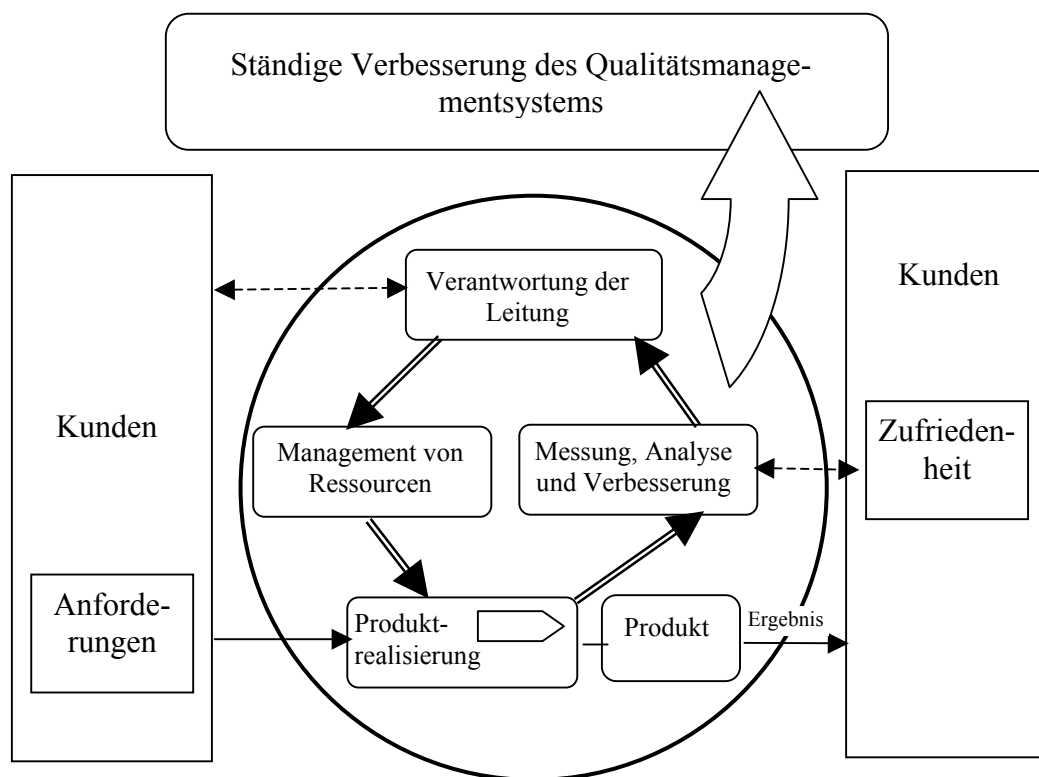 Ständige Verbesserung des Qualitätsmanage-
mentsystems
Kunden
Anforde-
rungen
Verantwortung der
Leitung
Management von
Ressourcen
Messung, Analyse
und Verbesserung
Produkt-
realisierung
Produkt
Ergebnis
Kunden
Zufrieden-
heit